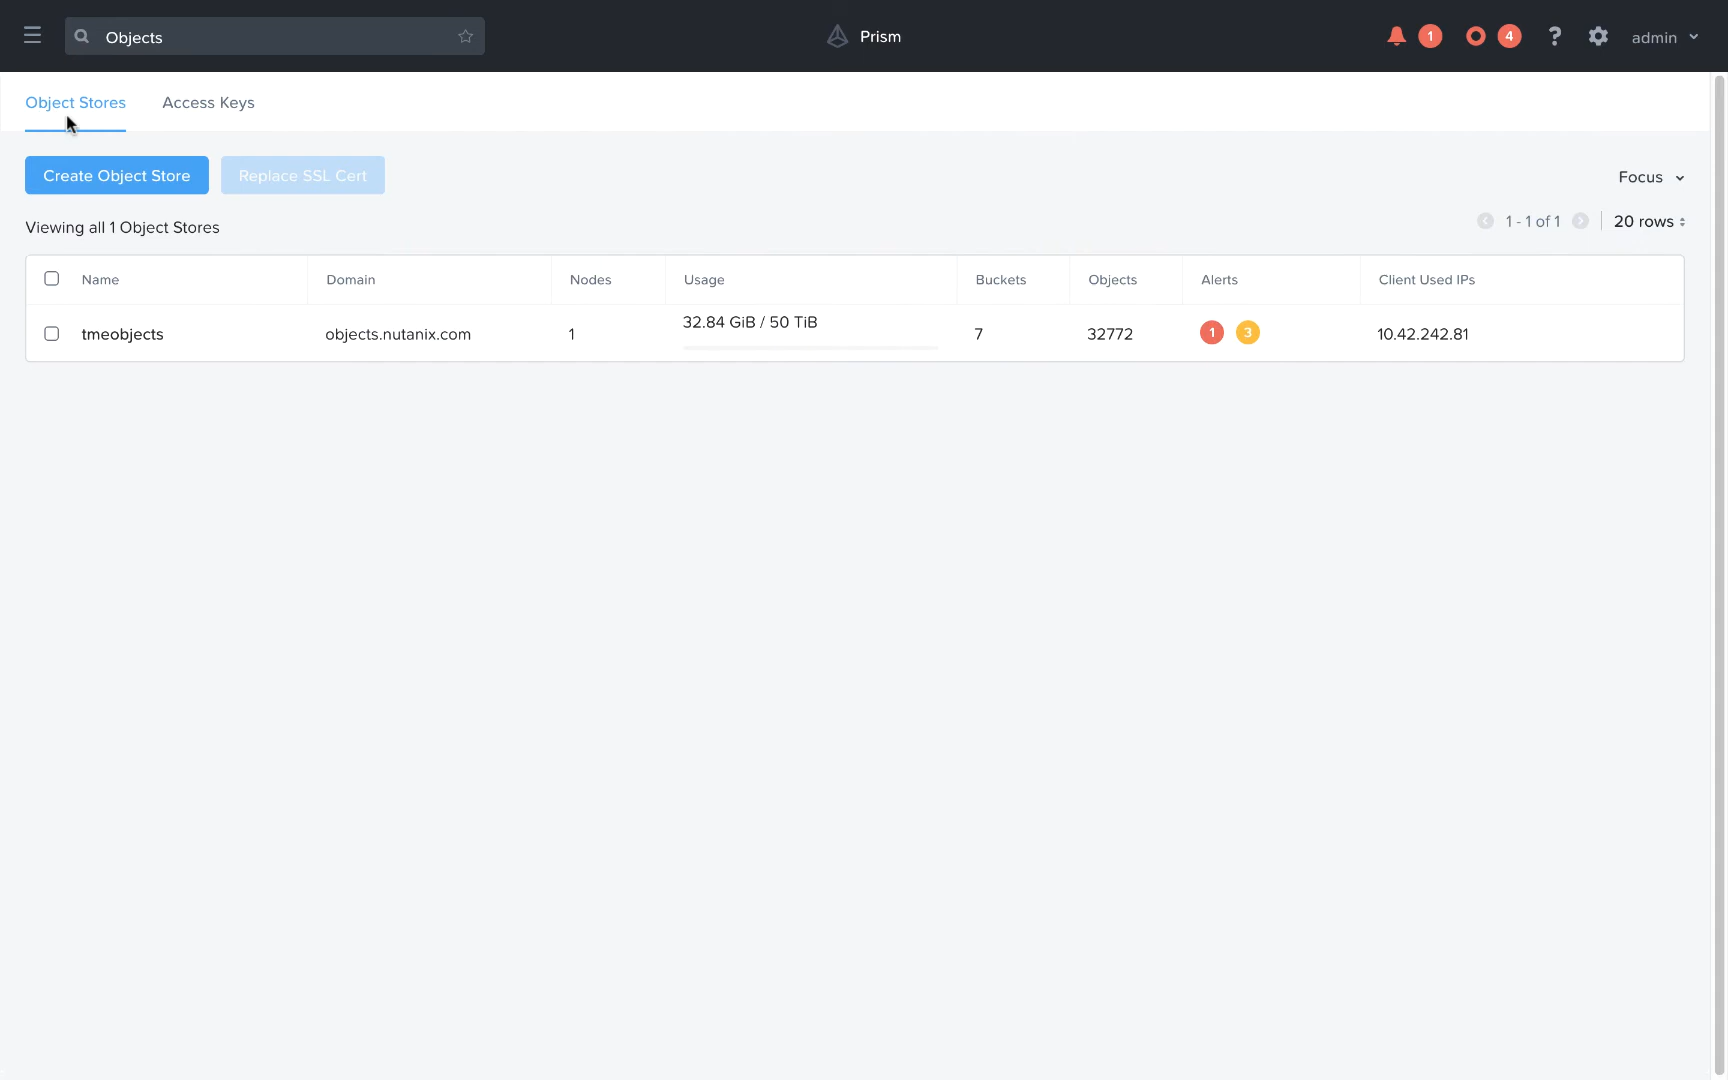 Objects
Prism
1
4
?
admin
Object Stores
Access Keys
Create Object Store
Replace SSL Cert
Focus
Viewing all 1 Object Stores
1 - 1 of 1
20 rows
Name
Domain
Nodes
Usage
Buckets
Objects
Alerts
Client Used IPs
tmeobjects
objects.nutanix.com
1
32.84 GiB / 50 TiB
7
32772
1
3
10.42.242.81